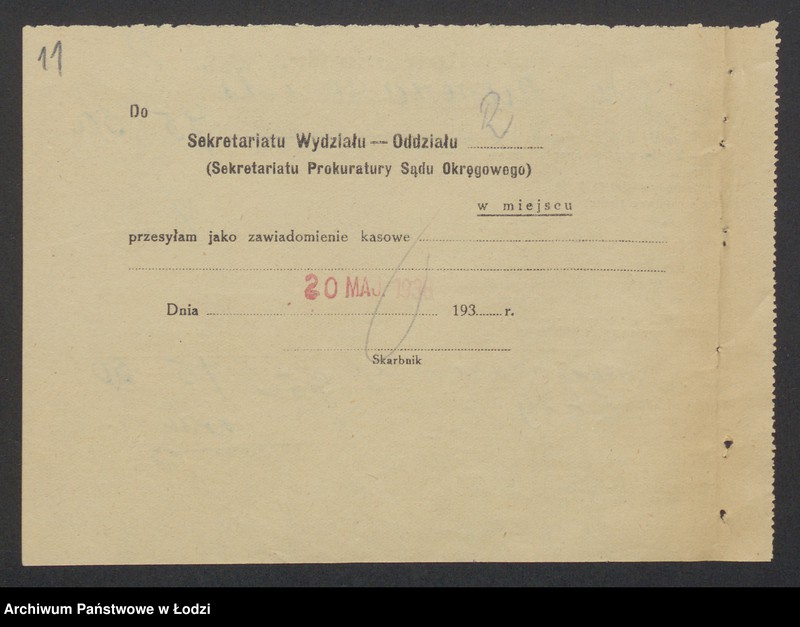 11
Do
Sekretariatu Wydziału — Oddziału R
(Sekretariatu Prokuratury Sądu Okręgowego)
w miejscu
przesyłam jako zawiadomienie kasowe
20 MAJ. 1936
Dnia 193 r.
Skarbnik
Archiwum Państwowe w Łodzi